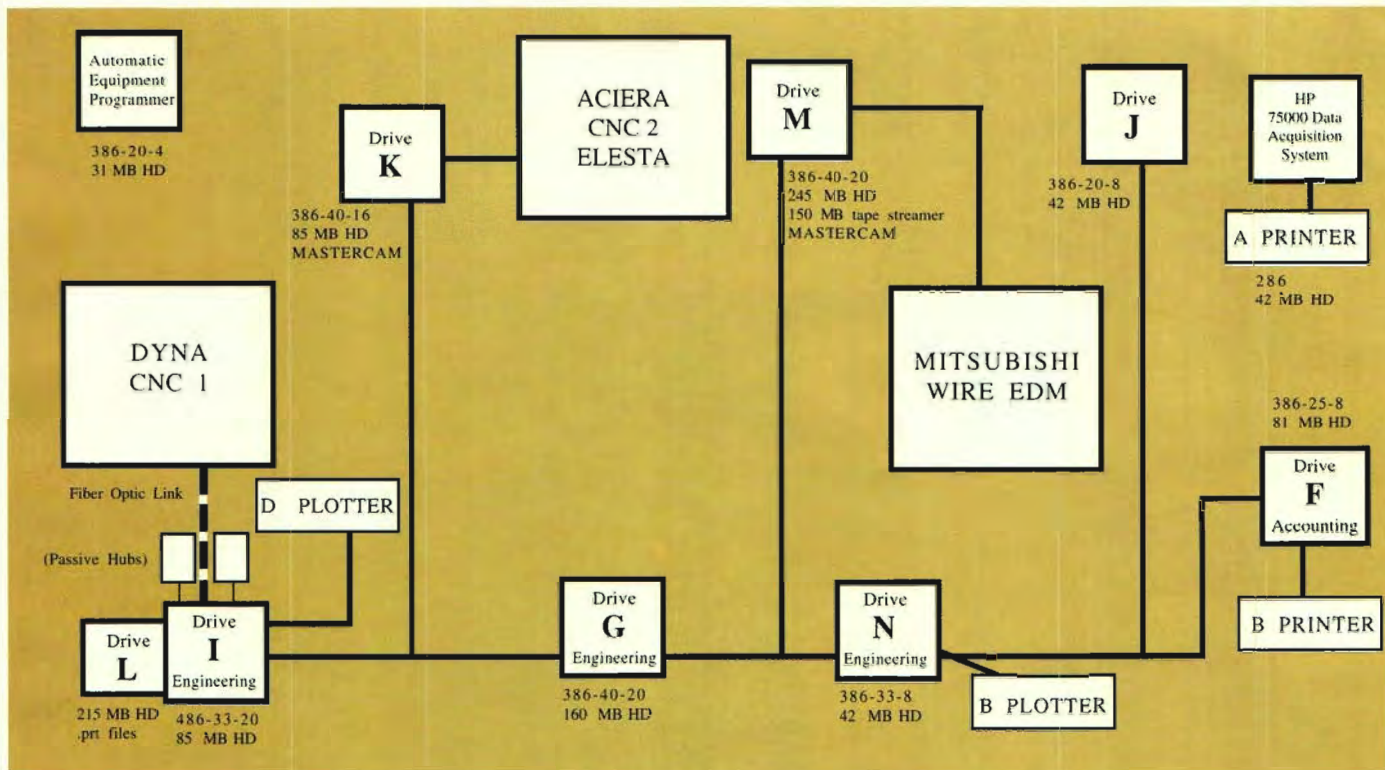 Automatic
Equipment
Programmer
386-20-4
31 MB HD
Drive
K
386-40-16
85 MB HD
MASTERCAM
ACIERA
CNC 2
ELESTA
Drive
M
386-40-20
245 MB HD
150 MB tape streamer
MASTERCAM
Drive
J
386-20-8
42 MB HD
HP
75000 Data
Acquisition
System
A PRINTER
286
42 MB HD
DYNA
CNC 1
MITSUBISHI
WIRE EDM
386-25-8
81 MB HD
Drive
F
Accounting
B PRINTER
Fiber Optic Link
D PLOTTER
(Passive Hubs)
Drive
L
215 MB HD
.prt files
Drive
I
Engineering
486-33-20
85 MB HD
Drive
G
Engineering
386-40-20
160 MB HD
Drive
N
Engineering
386-33-8
42 MB HD
B PLOTTER